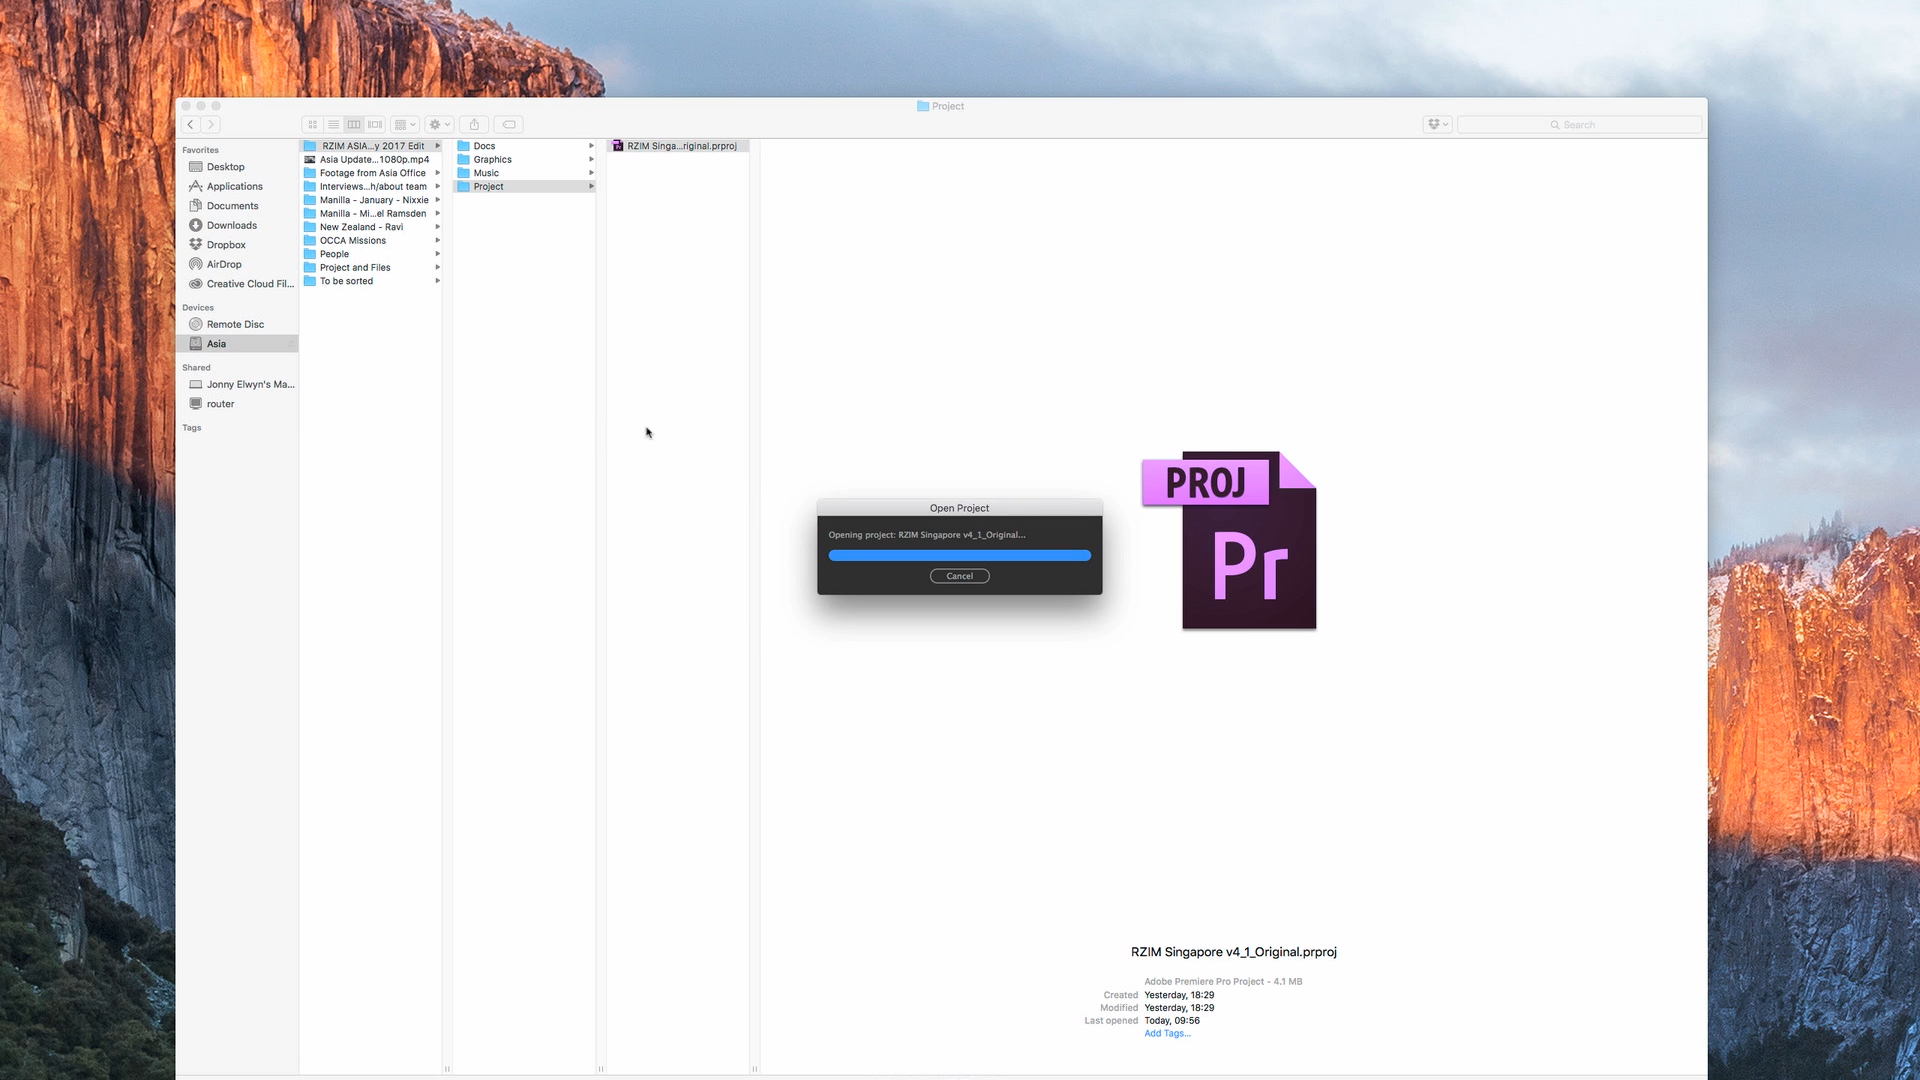 Project
Search
Favorites
Desktop
Applications
Documents
Downloads
Dropbox
AirDrop
Creative Cloud Fil...
Devices
Remote Disc
Asia
Shared
Jonny Elwyn's Ma...
router
Tags
RZIM ASIA...y 2017 Edit
Asia Update...1080p.mp4
Footage from Asia Office
Interviews...h/about team
Manilla - January - Nixxie
Manilla - Mi...el Ramsden
New Zealand - Ravi
OCCA Missions
People
Project and Files
To be sorted
Docs
Graphics
Music
Project
RZIM Singa...riginal.prproj
Open Project
Opening project: RZIM Singapore v4_1_Original...
Cancel
PROJ
Pr
RZIM Singapore v4_1_Original.prproj
Adobe Premiere Pro Project - 4.1 MB
Created Yesterday, 18:29
Modified Yesterday, 18:29
Last opened Today, 09:56
Add Tags...